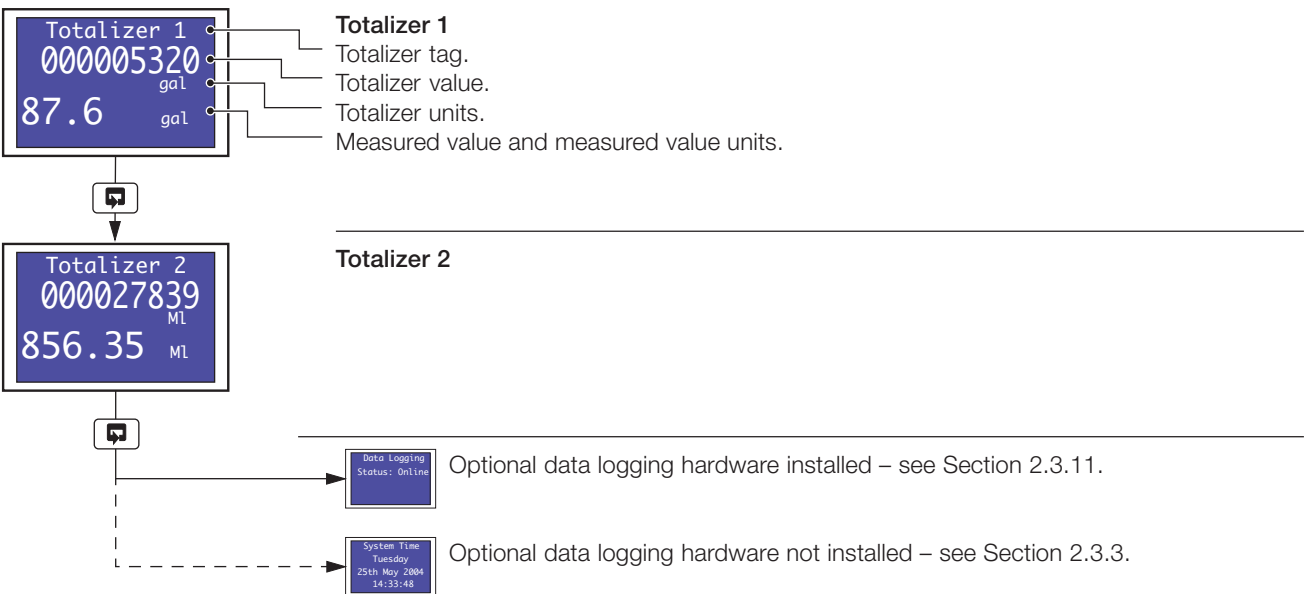 Totalizer 1
000005320
gal
87.6 gal
Totalizer 1
Totalizer tag.
Totalizer value.
Totalizer units.
Measured value and measured value units.
Totalizer 2
000027839
Ml
856.35 Ml
Totalizer 2
Data Logging
Status: Online
Optional data logging hardware installed – see Section 2.3.11.
System Time
Tuesday
25th May 2004
14:33:48
Optional data logging hardware not installed – see Section 2.3.3.